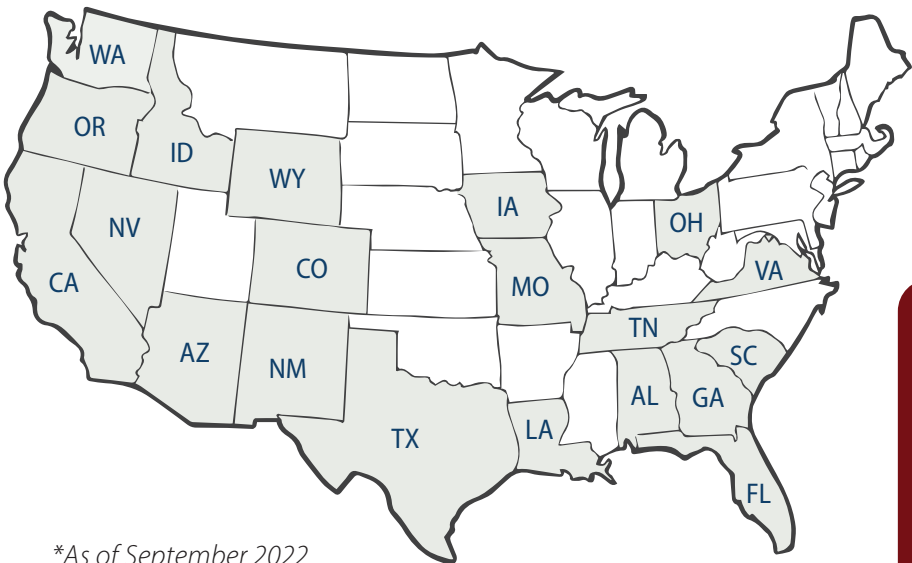 WA
OR
ID
WY
IA
NV
OH
CO
VA
CA
MO
TN
AZ
NM
SC
AL
GA
TX
LA
FL
*As of September 2022